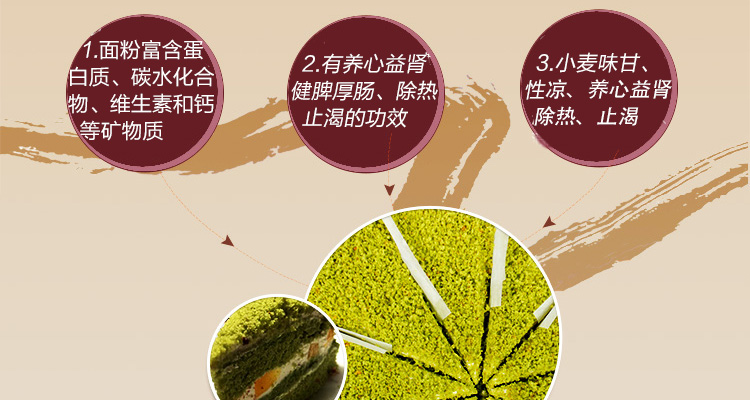 1.面粉富含蛋
白质、碳水化合
物、维生素和钙
等矿物质
2.有养心益肾
健脾厚肠、除热
止渴的功效
3.小麦味甘、
性凉、养心益肾
除热、止渴